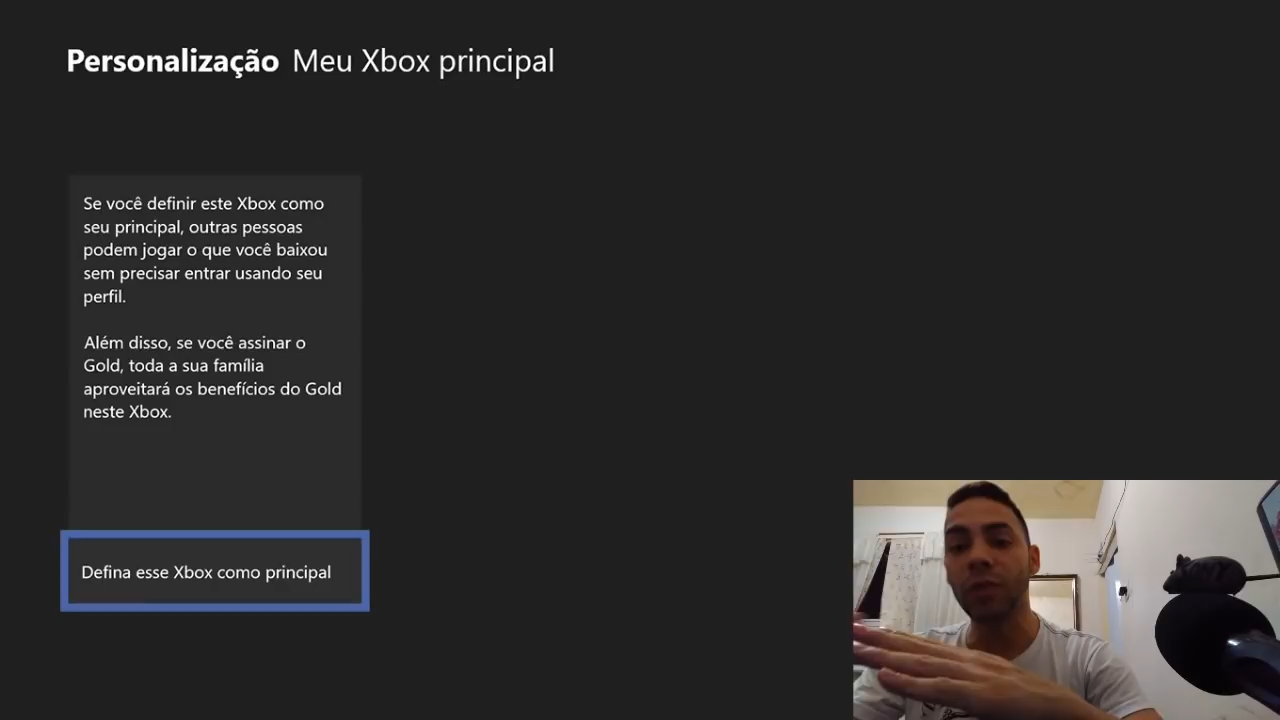 Personalização Meu Xbox principal
Se você definir este Xbox como
seu principal, outras pessoas
podem jogar o que você baixou
sem precisar entrar usando seu
perfil.
Além disso, se você assinar o
Gold, toda a sua família
aproveitará os benefícios do Gold
neste Xbox.
Defina esse Xbox como principal